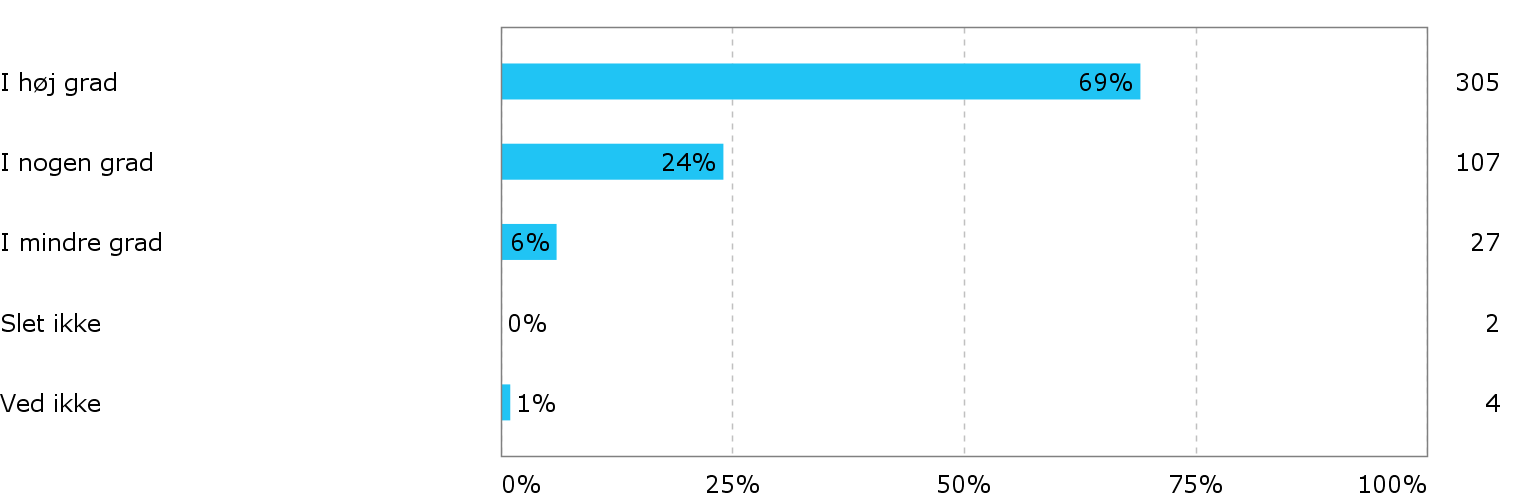 I høj grad 69% 305
I nogen grad 24% 107
I mindre grad 6% 27
Slet ikke 0% 2
Ved ikke 1% 4
0% 25% 50% 75% 100%